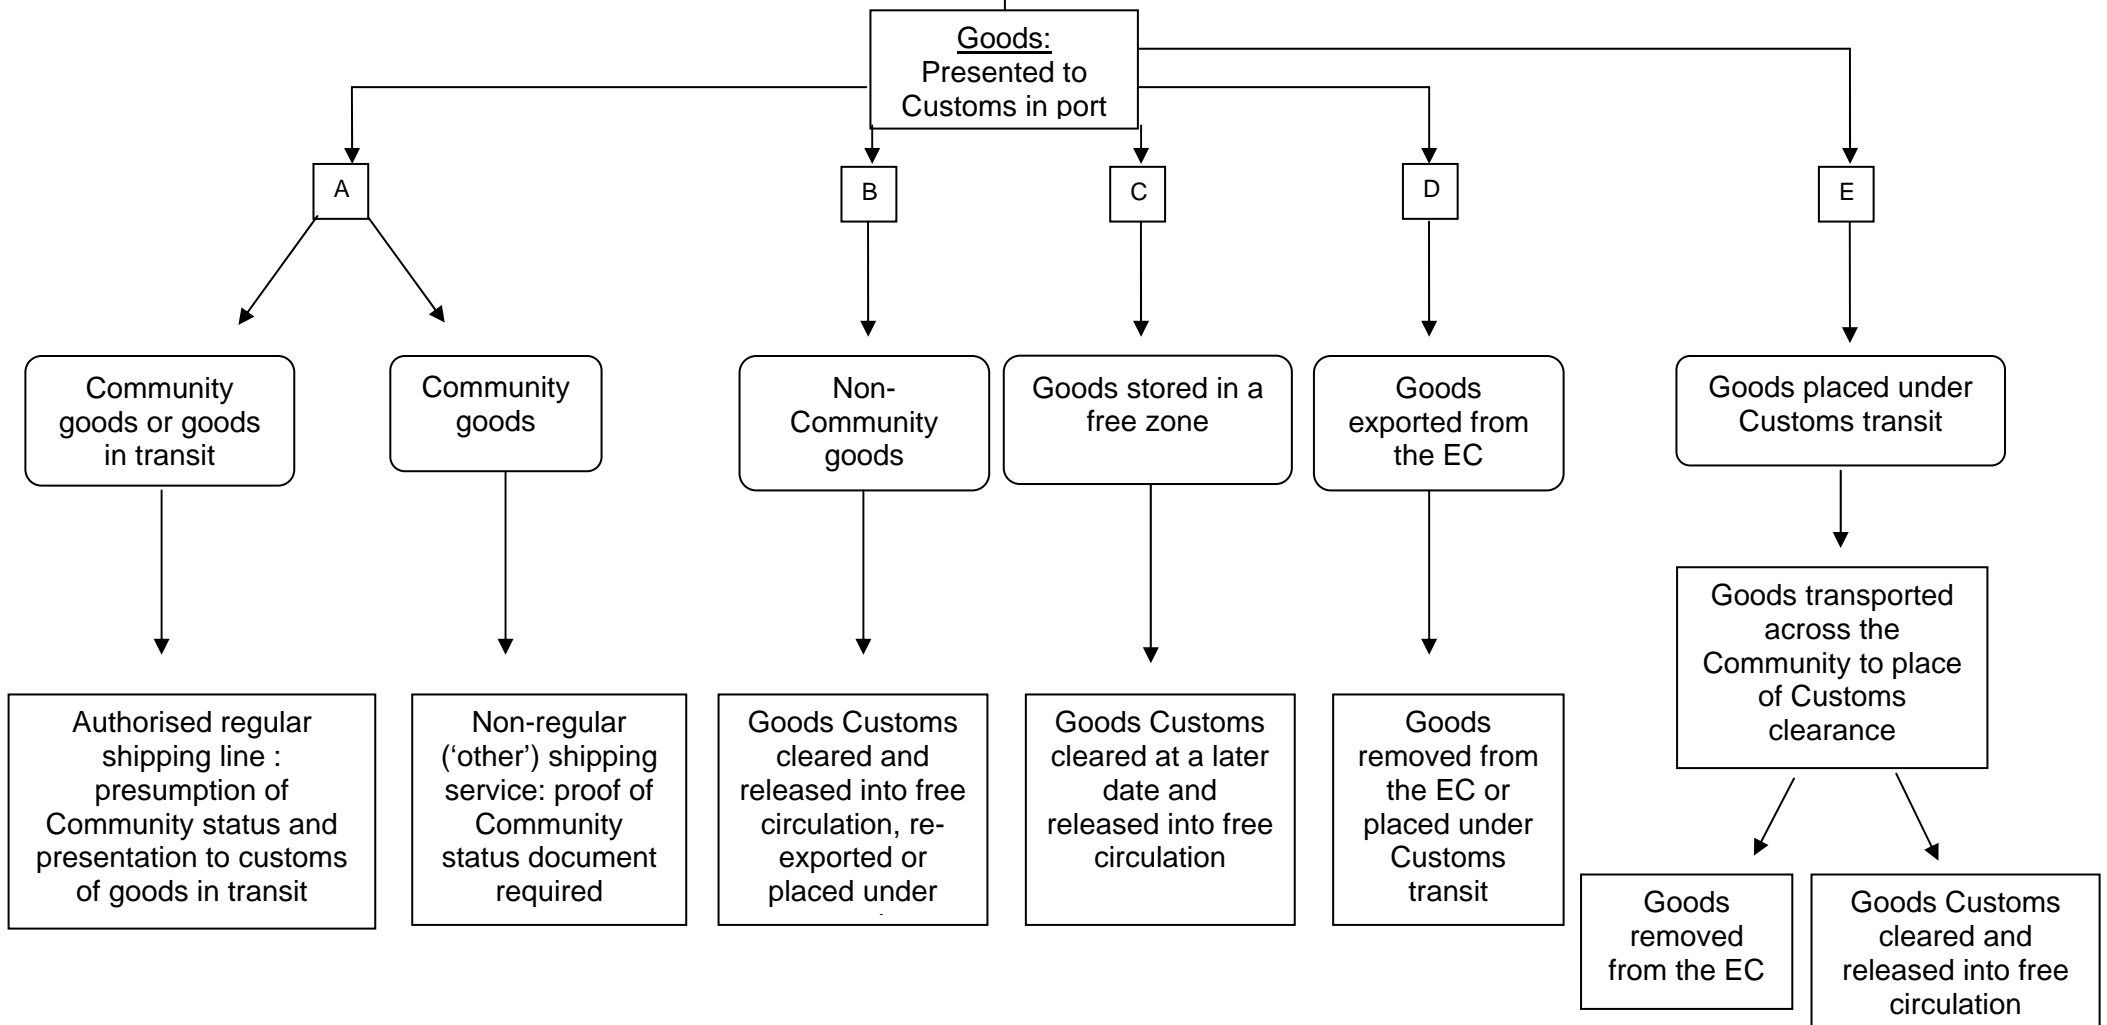 Goods:
Presented to
Customs in port
A
B
C
D
E
Community
goods or goods
in transit
Community
goods
Non-
Community
goods
Goods stored in a
free zone
Goods
exported from
the EC
Goods placed under
Customs transit
Goods transported
across the
Community to place
of Customs
clearance
Authorised regular
shipping line :
presumption of
Community status and
presentation to customs
of goods in transit
Non-regular
(‘other’) shipping
service: proof of
Community
status document
required
Goods Customs
cleared and
released into free
circulation, re-
exported or
placed under
Goods Customs
cleared at a later
date and
released into free
circulation
Goods
removed from
the EC or
placed under
Customs
transit
Goods
removed
from the EC
Goods Customs
cleared and
released into free
circulation